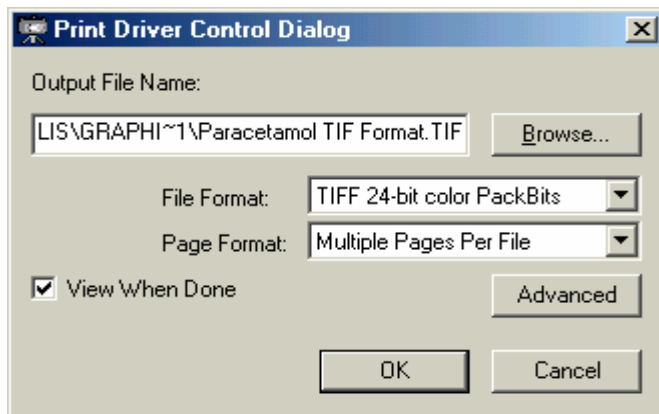 Print Driver Control Dialog
Output File Name:
LIS\GRAPHI~1\Paracetamol TIF Format.TIF
Browse...
File Format: TIFF 24-bit color PackBits
Page Format: Multiple Pages Per File
View When Done
Advanced
OK
Cancel